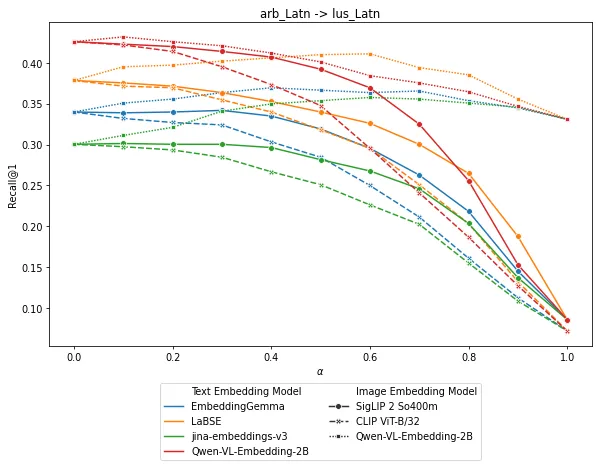 arb_Latn -> lus_Latn
Recall@1
0.40
0.35
0.30
0.25
0.20
0.15
0.10
0.0 0.2 0.4 0.6 0.8 1.0
α
Text Embedding Model
EmbeddingGemma
LaBSE
jina-embeddings-v3
Qwen-VL-Embedding-2B
Image Embedding Model
SigLIP 2 So400m
CLIP ViT-B/32
Qwen-VL-Embedding-2B